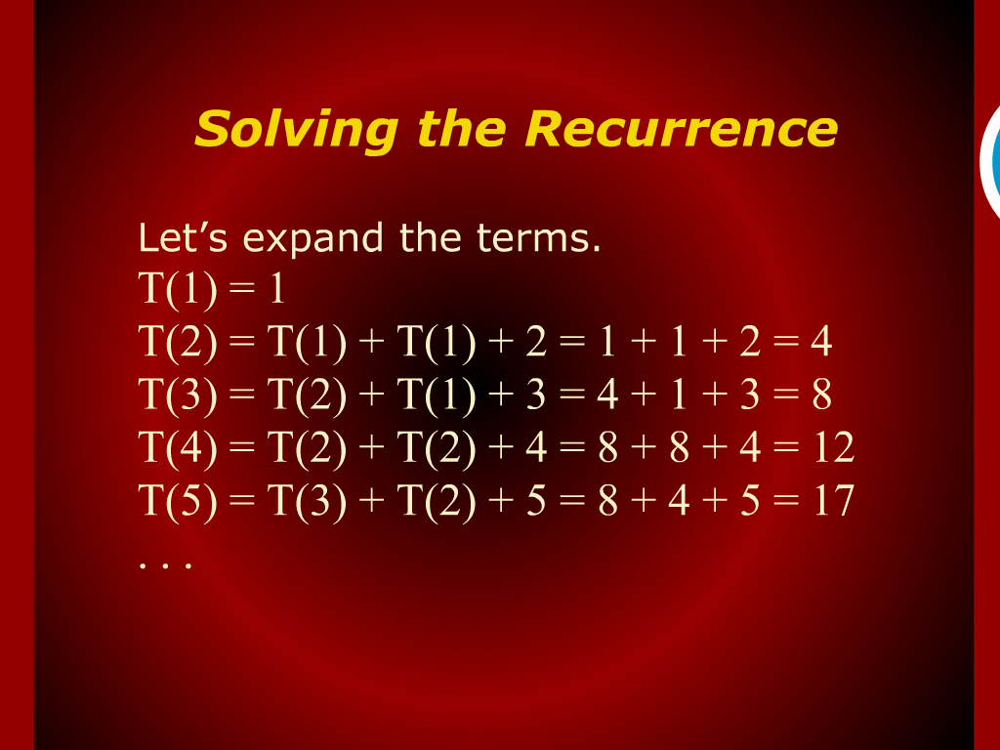 Solving the Recurrence
Let’s expand the terms.
T(1) = 1
T(2) = T(1) + T(1) + 2 = 1 + 1 + 2 = 4
T(3) = T(2) + T(1) + 3 = 4 + 1 + 3 = 8
T(4) = T(2) + T(2) + 4 = 8 + 8 + 4 = 12
T(5) = T(3) + T(2) + 5 = 8 + 4 + 5 = 17
. . .